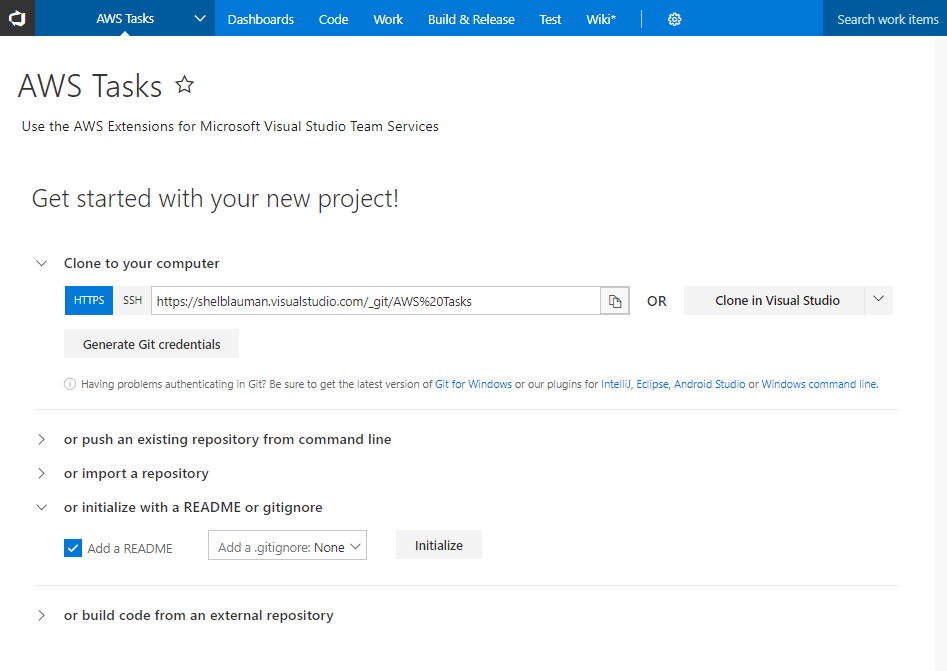 AWS Tasks Dashboards Code Work Build & Release Test Wiki* Search work items
AWS Tasks
Use the AWS Extensions for Microsoft Visual Studio Team Services
Get started with your new project!
Clone to your computer
HTTPS SSH https://shelblauman.visualstudio.com/_git/AWS%20Tasks OR Clone in Visual Studio
Generate Git credentials
Having problems authenticating in Git? Be sure to get the latest version of Git for Windows or our plugins for IntelliJ, Eclipse, Android Studio or Windows command line.
or push an existing repository from command line
or import a repository
or initialize with a README or gitignore
Add a README Add a .gitignore: None Initialize
or build code from an external repository